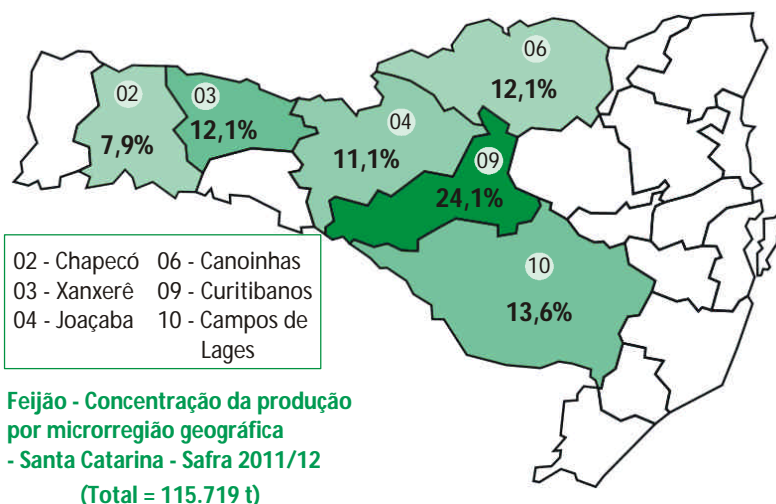 06
12,1%
02
7,9%
03
12,1%
04
11,1%
09
24,1%
10
13,6%
02 - Chapecó 06 - Canoinhas
03 - Xanxerê 09 - Curitibanos
04 - Joaçaba 10 - Campos de
Lages
Feijão - Concentração da produção
por microrregião geográfica
- Santa Catarina - Safra 2011/12
(Total = 115.719 t)